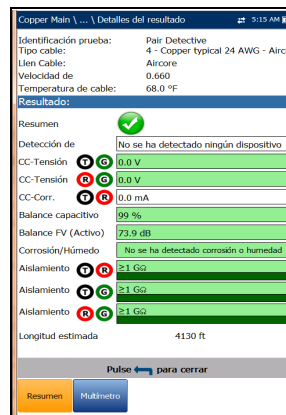 Copper Main \ ... \ Detalles del resultado 5:15 AM
Identificación prueba: Pair Detective
Tipo cable: 4 - Copper typical 24 AWG - Airc
Llen Cable: Aircore
Velocidad de 0.660
Temperatura de cable: 68.0 °F
Resultado:
Resumen
Detección de No se ha detectado ningún dispositivo
CC-Tensión T G 0.0 V
CC-Tensión R G 0.0 V
CC-Corr. T R 0.0 mA
Balance capacitivo 99 %
Balance FV (Activo) 73.9 dB
Corrosión/Húmedo No se ha detectado corrosión o humedad
Aislamiento T R ≥1 GΩ
Aislamiento T G ≥1 GΩ
Aislamiento R G ≥1 GΩ
Longitud estimada 4130 ft
Pulse para cerrar
Resumen Multímetro